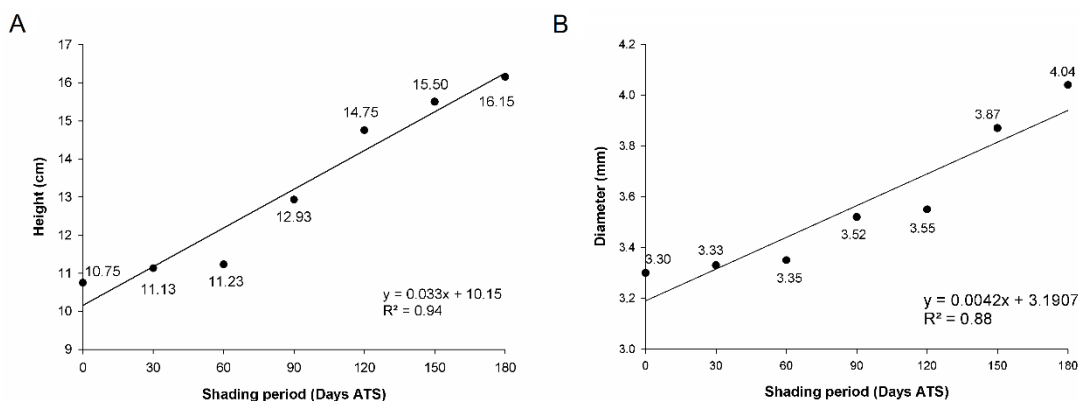 A
Height (cm)
17
16
15
14
13
12
11
10
9
10.75
11.13
11.23
12.93
14.75
15.50
16.15
y = 0.033x + 10.15
R² = 0.94
0 30 60 90 120 150 180
Shading period (Days ATS)
B
Diameter (mm)
4.2
4.0
3.8
3.6
3.4
3.2
3.0
3.30
3.33
3.35
3.52
3.55
3.87
4.04
y = 0.0042x + 3.1907
R² = 0.88
0 30 60 90 120 150 180
Shading period (Days ATS)